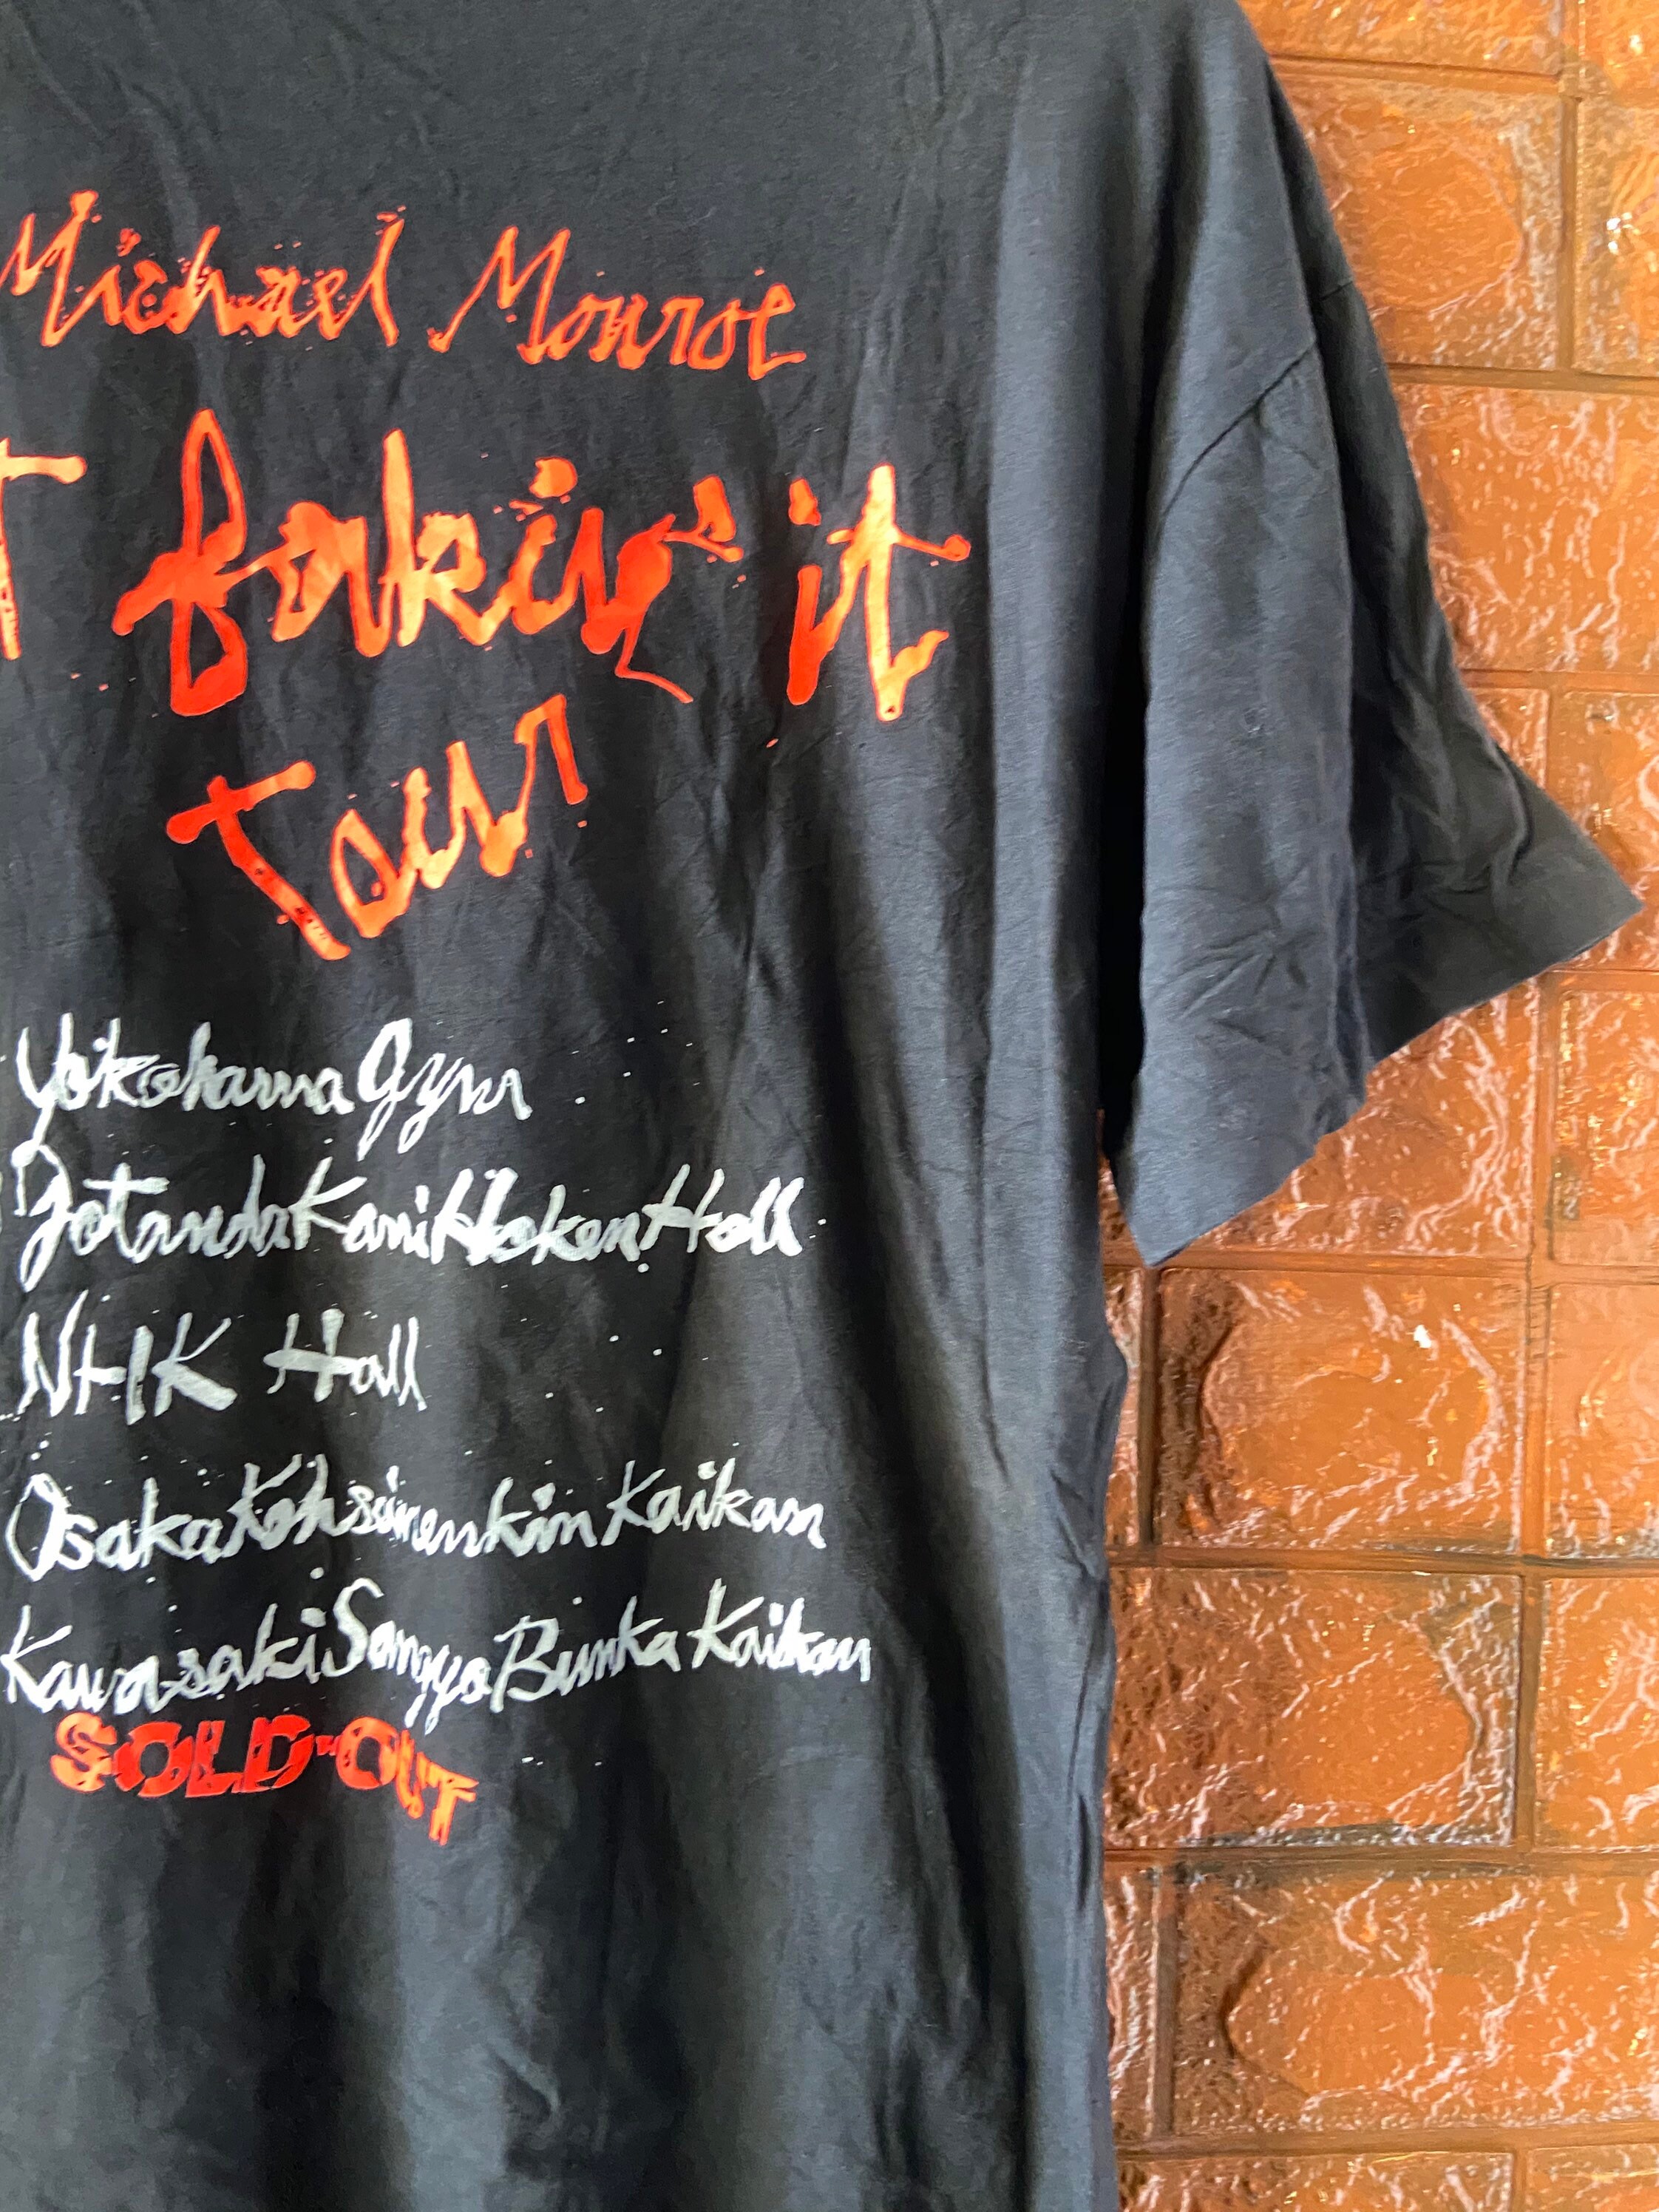 Michael Monroe
T fakin' it
Tour
Yokohama Gym
Gotanda Kani Hoken Hall
NHK Hall
Osaka Kohseinenkin Kaikan
Kawasaki Sangyo Bunka Kaikan
SOLD-OUT